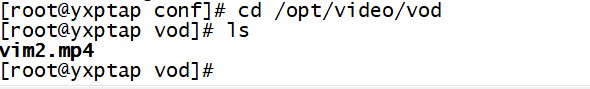 [root@yxptap conf]# cd /opt/video/vod
[root@yxptap vod]# ls
vim2.mp4
[root@yxptap vod]#